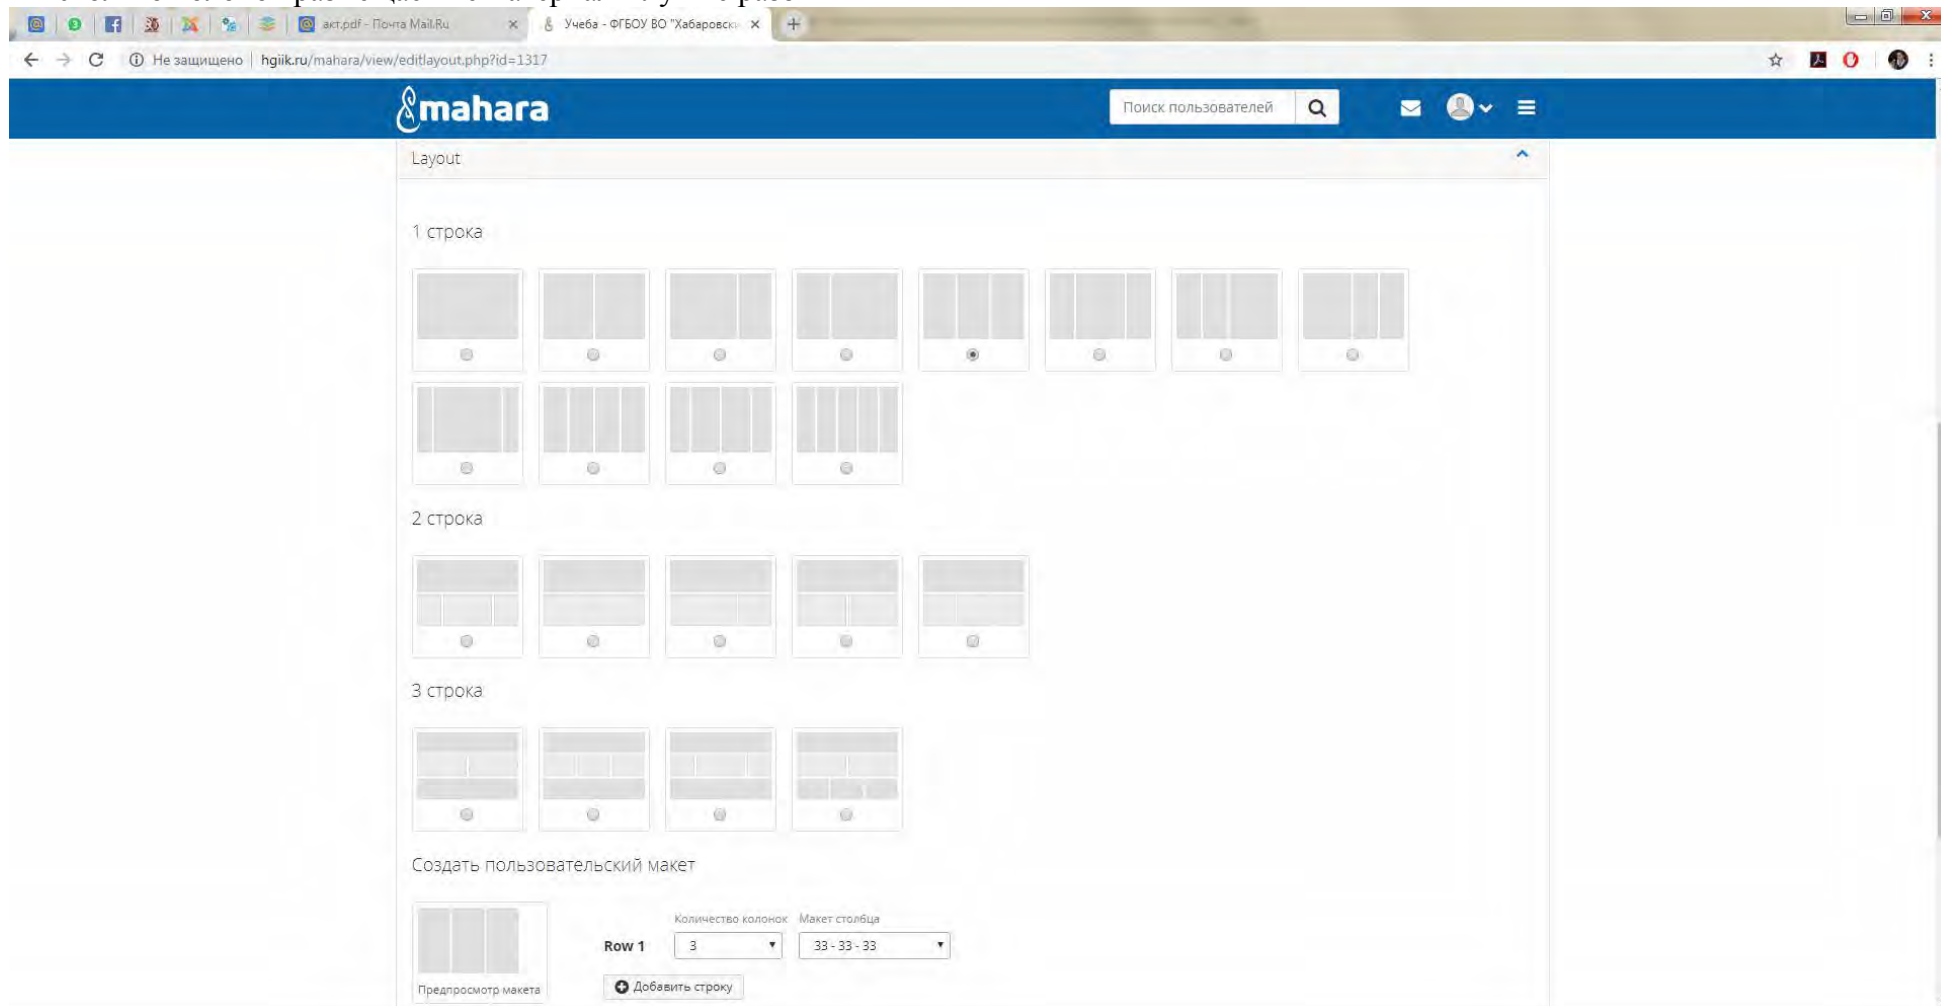 акт.pdf - Почта Mail.Ru
Учеба - ФГБОУ ВО "Хабаровски
Не защищено
hgiik.ru/mahara/view/editlayout.php?id=1317
mahara
Поиск пользователей
Layout
1 строка
2 строка
3 строка
Создать пользовательский макет
Количество колонок Макет столбца
Row 1 3 33 - 33 - 33
Добавить строку
Предпросмотр макета